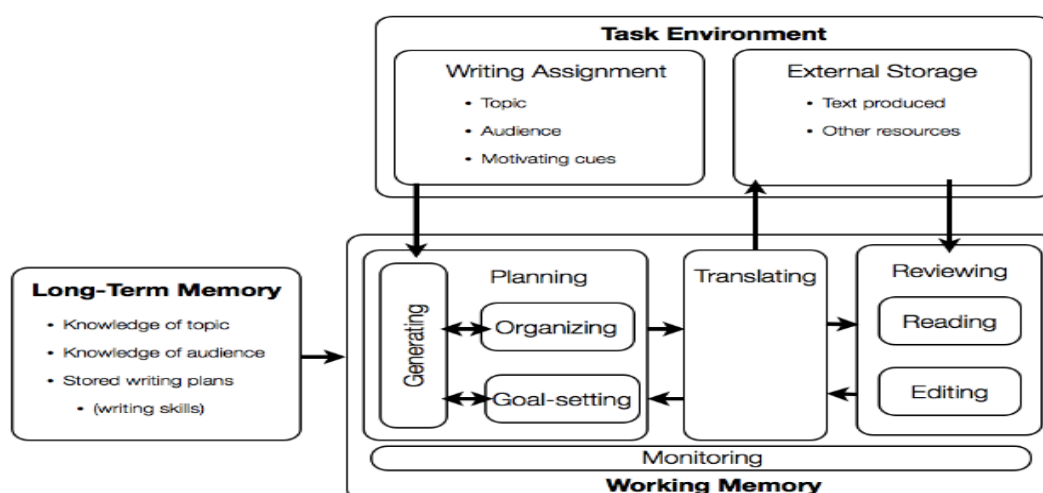 Task Environment
Writing Assignment
• Topic
• Audience
• Motivating cues
External Storage
• Text produced
• Other resources
Long-Term Memory
• Knowledge of topic
• Knowledge of audience
• Stored writing plans
• (writing skills)
Planning
Generating
Organizing
Goal-setting
Translating
Reviewing
Reading
Editing
Monitoring
Working Memory